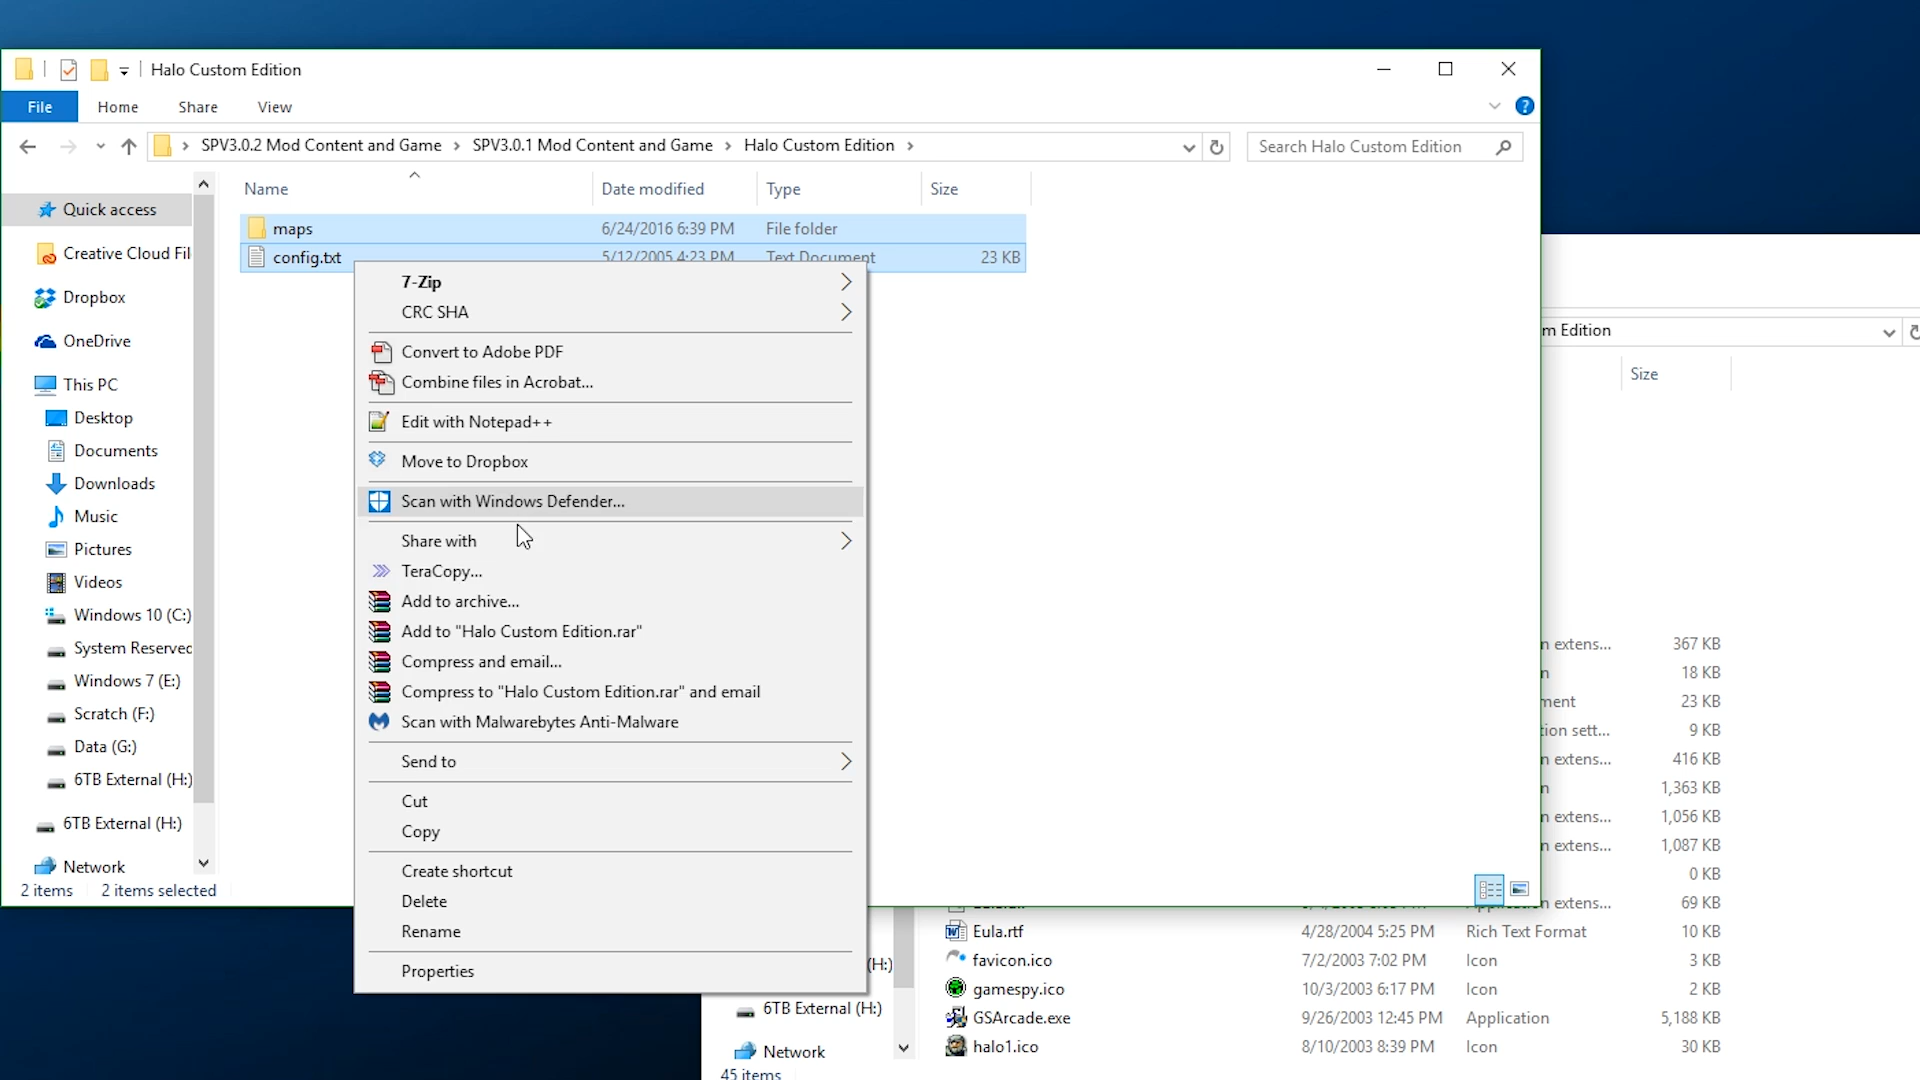 Halo Custom Edition
File Home Share View
SPV3.0.2 Mod Content and Game > SPV3.0.1 Mod Content and Game > Halo Custom Edition >
Search Halo Custom Edition
Name Date modified Type Size
maps 6/24/2016 6:39 PM File folder
config.txt 5/12/2005 4:23 PM Text Document 23 KB
Quick access
Creative Cloud Fil
Dropbox
OneDrive
This PC
Desktop
Documents
Downloads
Music
Pictures
Videos
Windows 10 (C:)
System Reserved
Windows 7 (E:)
Scratch (F:)
Data (G:)
6TB External (H:)
6TB External (H:)
Network
2 items 2 items selected
7-Zip
CRC SHA
Convert to Adobe PDF
Combine files in Acrobat...
Edit with Notepad++
Move to Dropbox
Scan with Windows Defender...
Share with
TeraCopy...
Add to archive...
Add to "Halo Custom Edition.rar"
Compress and email...
Compress to "Halo Custom Edition.rar" and email
Scan with Malwarebytes Anti-Malware
Send to
Cut
Copy
Create shortcut
Delete
Rename
Properties
m Edition
Size
n extens... 367 KB
n 18 KB
ment 23 KB
tion sett... 9 KB
n extens... 416 KB
n 1,363 KB
n extens... 1,056 KB
n extens... 1,087 KB
0 KB
n extens... 69 KB
Eula.rtf 4/28/2004 5:25 PM Rich Text Format 10 KB
favicon.ico 7/2/2003 7:02 PM Icon 3 KB
gamespy.ico 10/3/2003 6:17 PM Icon 2 KB
GSArcade.exe 9/26/2003 12:45 PM Application 5,188 KB
halo1.ico 8/10/2003 8:39 PM Icon 30 KB
(H:)
6TB External (H:)
Network
45 items